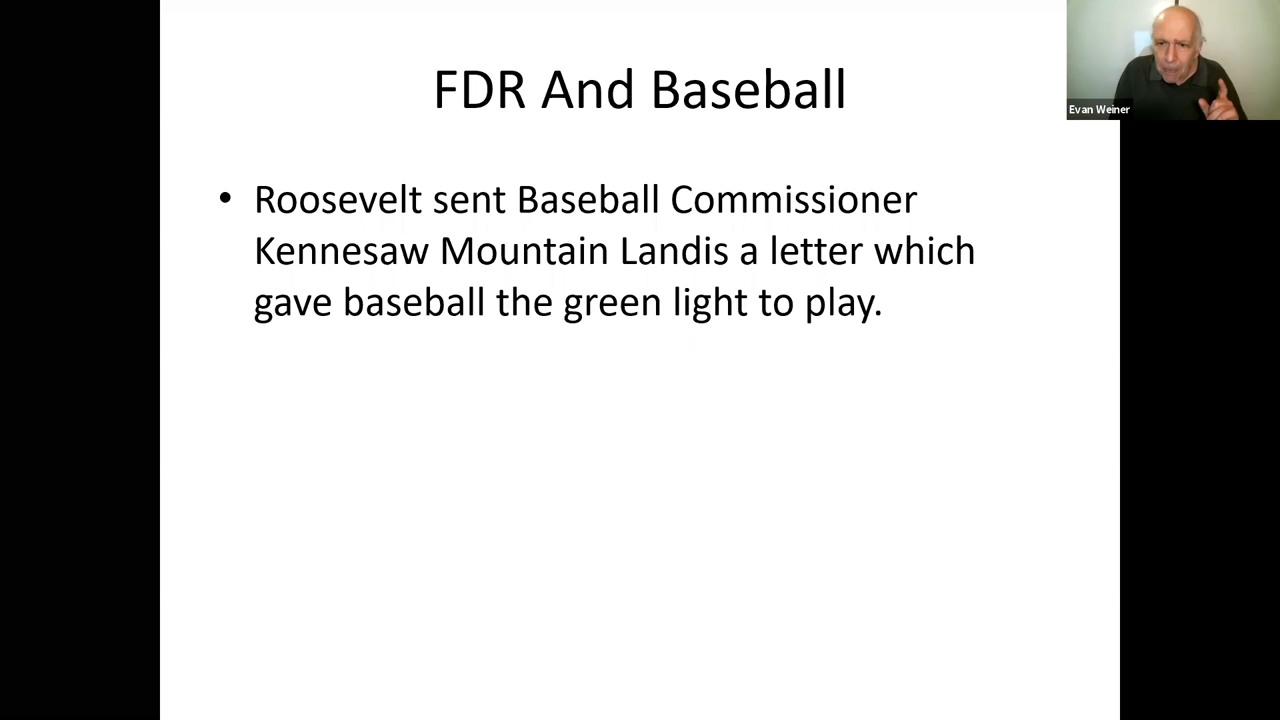 FDR And Baseball
Evan Weiner
• Roosevelt sent Baseball Commissioner
Kennesaw Mountain Landis a letter which
gave baseball the green light to play.